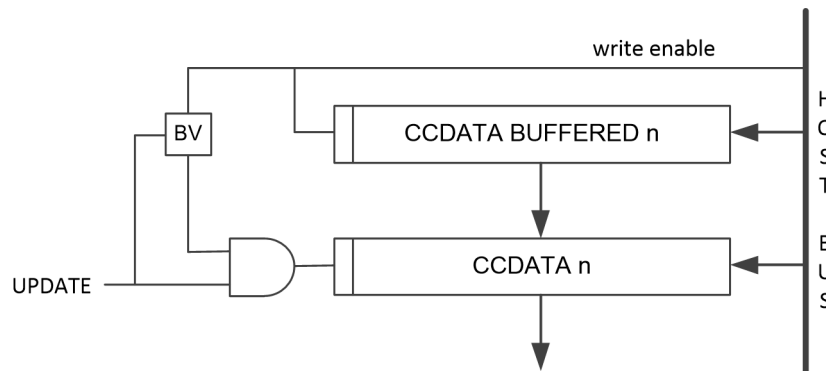 write enable
BV
CCDATA BUFFERED n
H
O
S
T
CCDATA n
B
U
S
UPDATE